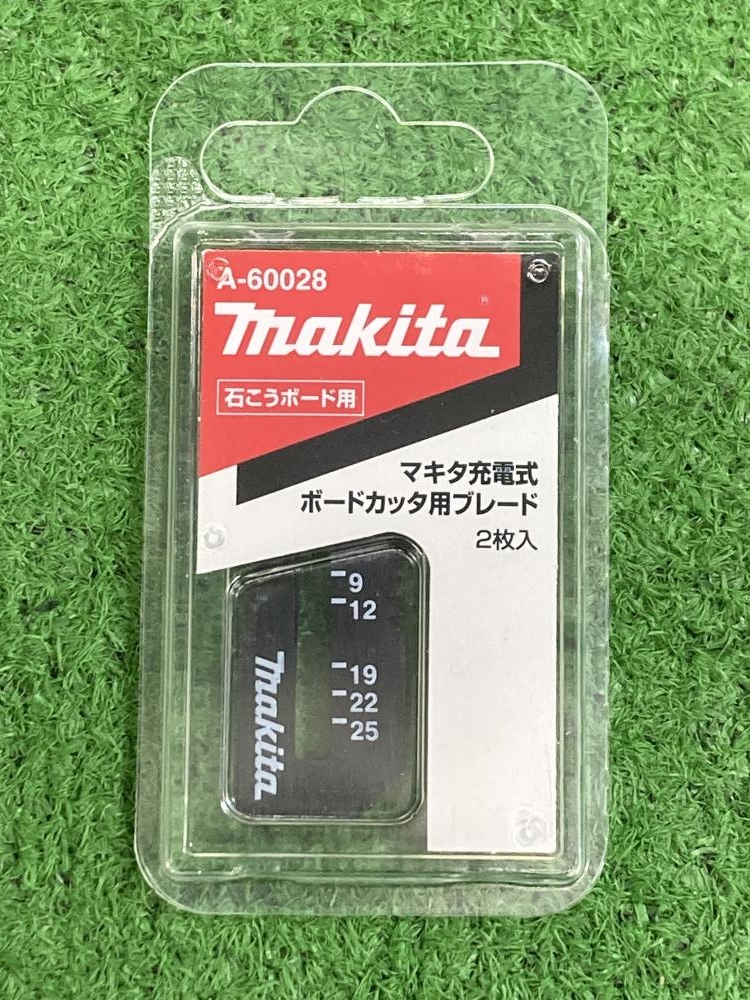 A-60028
makita®
石こうボード用
マキタ充電式
ボードカッタ用ブレード
2枚入
9
12
19
22
25
makita